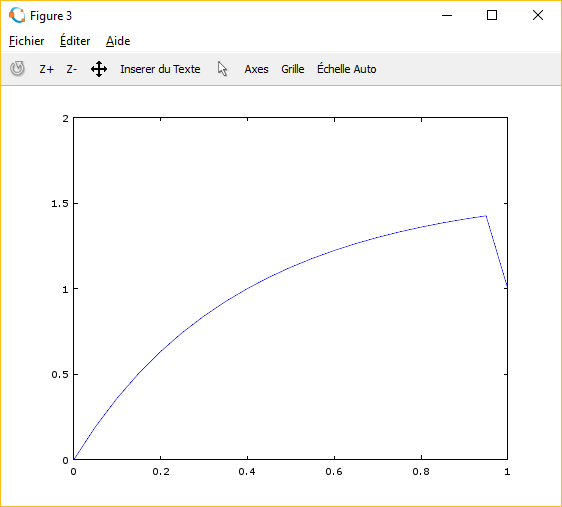 Figure 3
Fichier Éditer Aide
Z+ Z- Inserer du Texte Axes Grille Échelle Auto
2
1.5
1
0.5
0
0 0.2 0.4 0.6 0.8 1